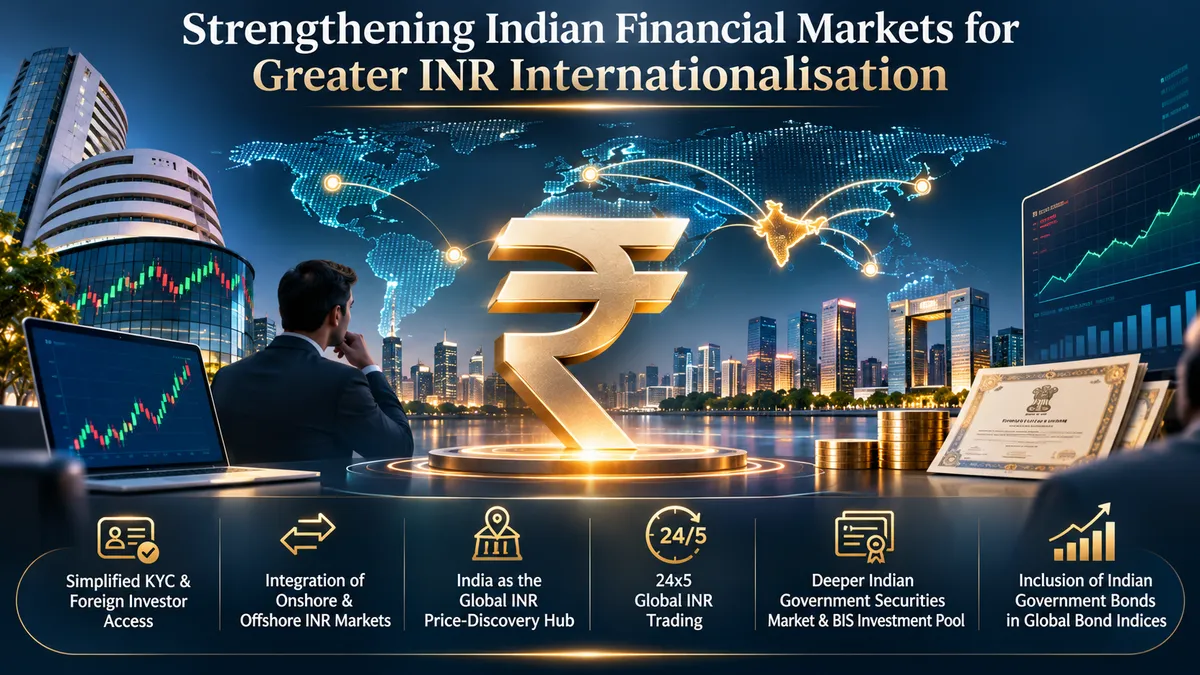 Strengthening Indian Financial Markets for
Greater INR Internationalisation
Simplified KYC &
Foreign Investor
Access
Integration of
Onshore &
Offshore INR Markets
India as the
Global INR
Price-Discovery Hub
24/5
24x5
Global INR
Trading
Deeper Indian
Government Securities
Market & BIS Investment Pool
Inclusion of Indian
Government Bonds
in Global Bond Indices